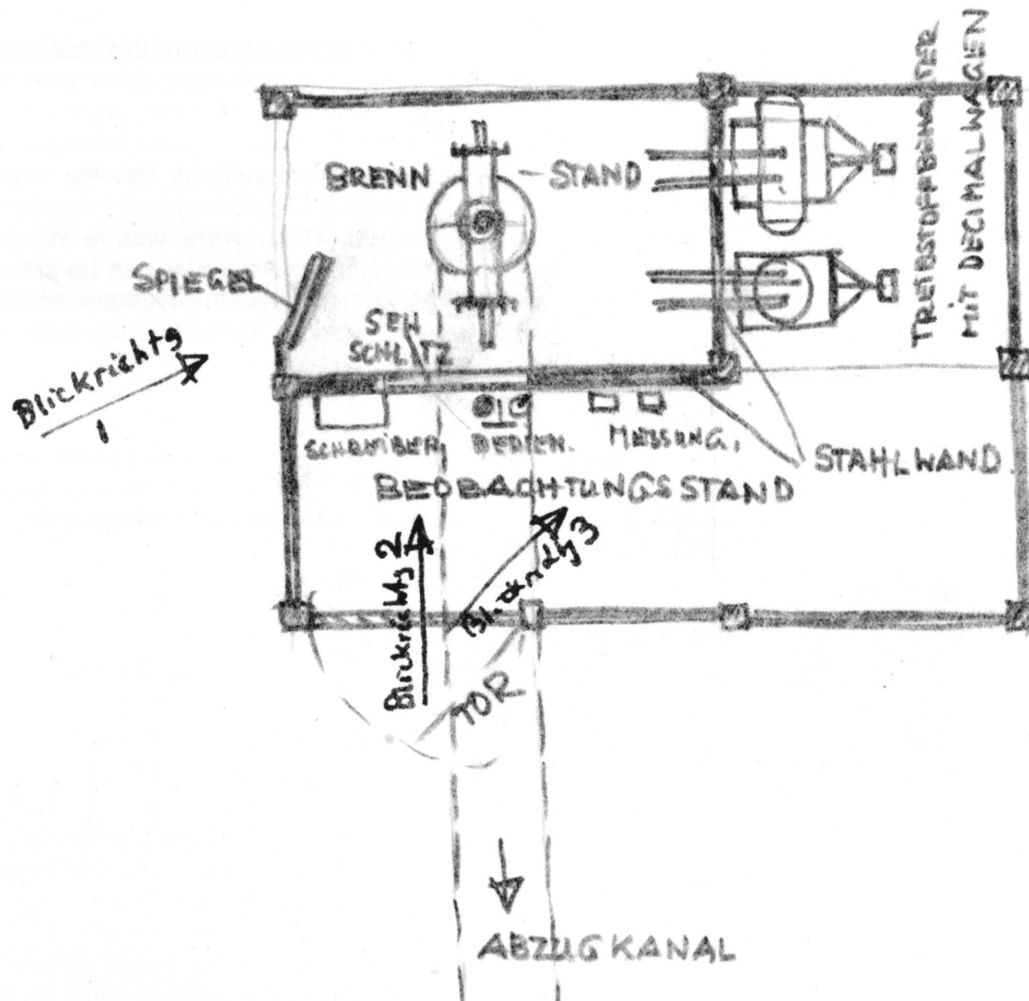 TREIBSTOFFBEHÄLTER
MIT DECIMALWAGEN
BRENN - STAND
SPIEGEL
SEH
SCHLITZ
Blickrichtg
1
SCHREIBER
BEDIEN.
MESSUNG.
STAHLWAND
BEOBACHTUNGSSTAND
Blickrichtg 2
Blickrichtg 3
TOR
ABZUGKANAL